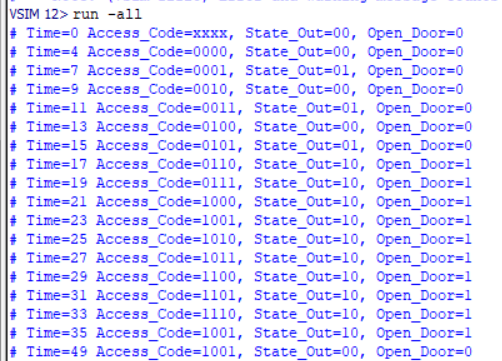 VSIM 12> run -all
# Time=0 Access_Code=xxxx, State_Out=00, Open_Door=0
# Time=4 Access_Code=0000, State_Out=00, Open_Door=0
# Time=7 Access_Code=0001, State_Out=01, Open_Door=0
# Time=9 Access_Code=0010, State_Out=00, Open_Door=0
# Time=11 Access_Code=0011, State_Out=01, Open_Door=0
# Time=13 Access_Code=0100, State_Out=00, Open_Door=0
# Time=15 Access_Code=0101, State_Out=01, Open_Door=0
# Time=17 Access_Code=0110, State_Out=10, Open_Door=1
# Time=19 Access_Code=0111, State_Out=10, Open_Door=1
# Time=21 Access_Code=1000, State_Out=10, Open_Door=1
# Time=23 Access_Code=1001, State_Out=10, Open_Door=1
# Time=25 Access_Code=1010, State_Out=10, Open_Door=1
# Time=27 Access_Code=1011, State_Out=10, Open_Door=1
# Time=29 Access_Code=1100, State_Out=10, Open_Door=1
# Time=31 Access_Code=1101, State_Out=10, Open_Door=1
# Time=33 Access_Code=1110, State_Out=10, Open_Door=1
# Time=35 Access_Code=1001, State_Out=10, Open_Door=1
# Time=49 Access_Code=1001, State_Out=00, Open_Door=0